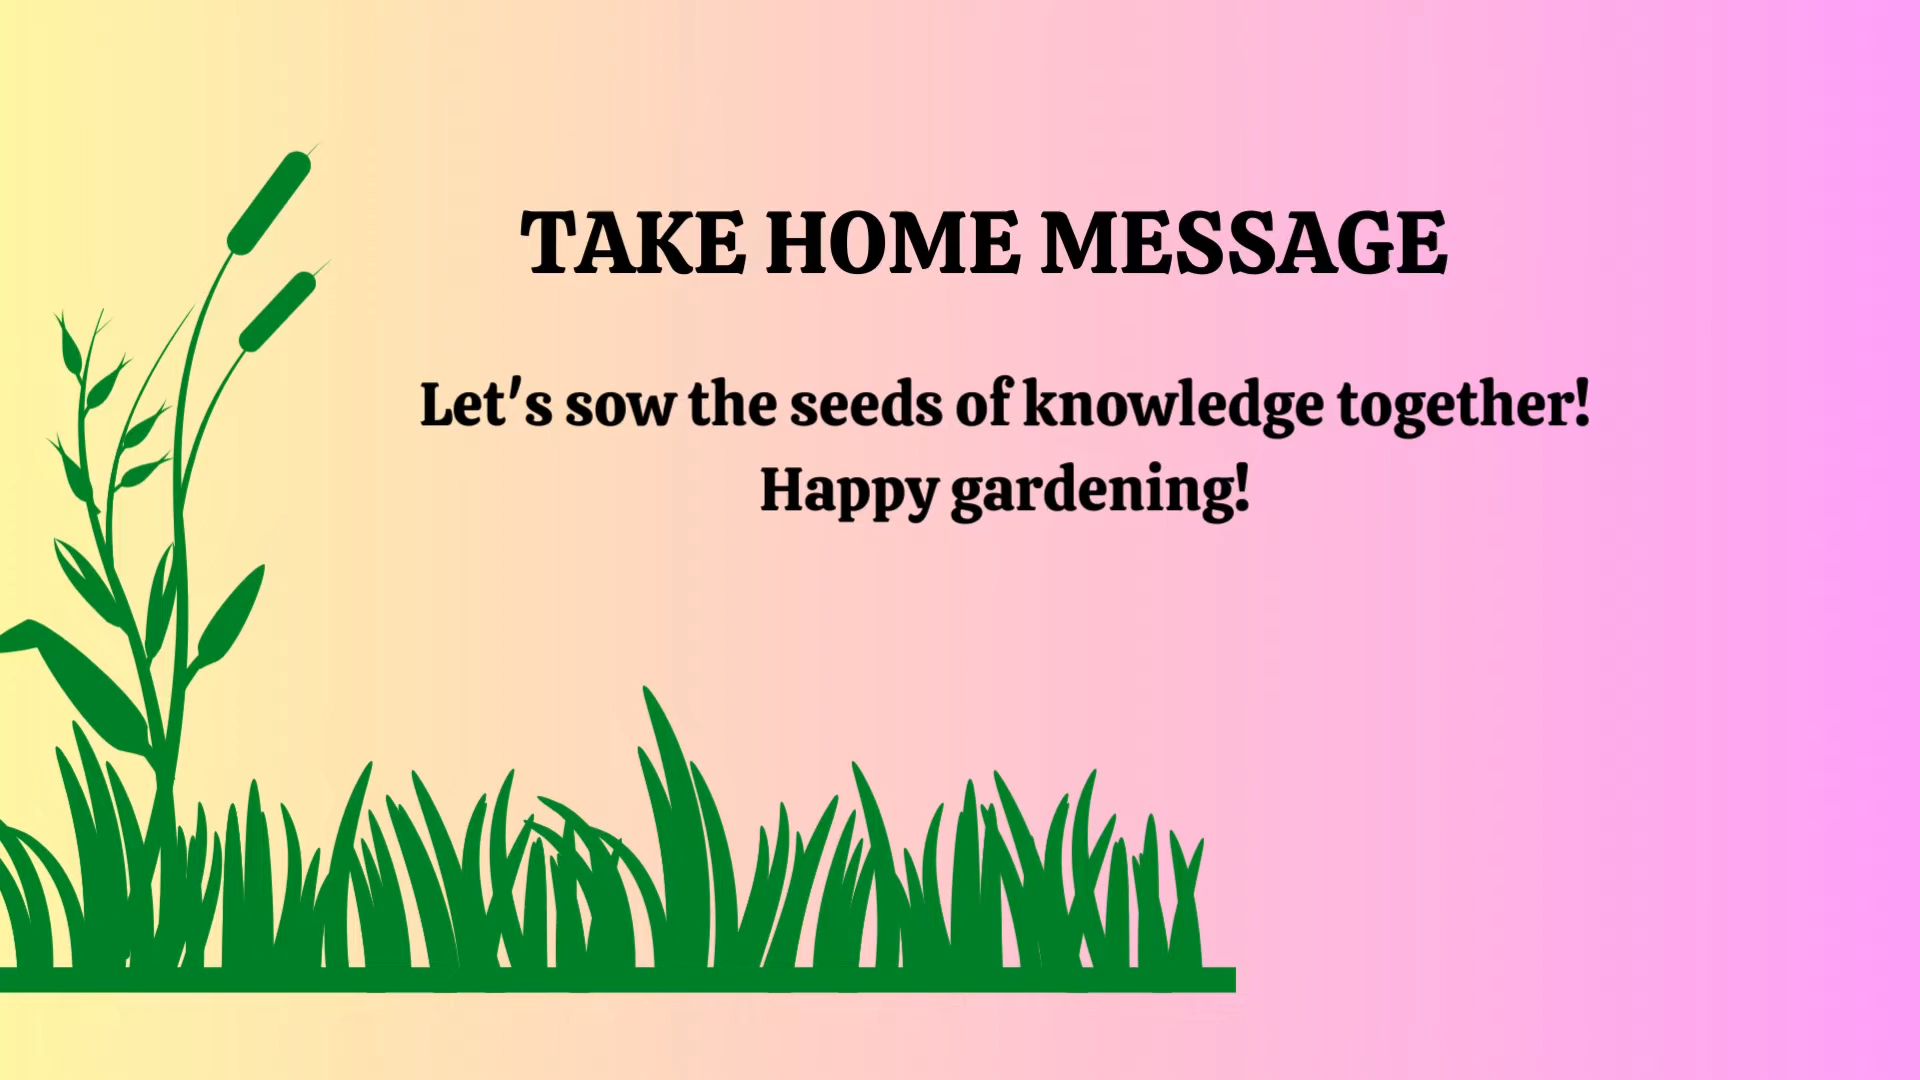 TAKE HOME MESSAGE
Let's sow the seeds of knowledge together!
Happy gardening!